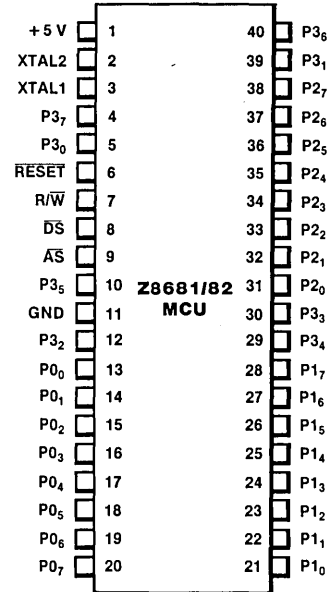 +5 V 1 40 P3₆
XTAL2 2 39 P3₁
XTAL1 3 38 P2₇
P3₇ 4 37 P2₆
P3₀ 5 36 P2₅
R̅E̅S̅E̅T̅ 6 35 P2₄
R/W̅ 7 34 P2₃
D̅S̅ 8 33 P2₂
A̅S̅ 9 32 P2₁
P3₅ 10 Z8681/82 31 P2₀
GND 11 MCU 30 P3₃
P3₂ 12 29 P3₄
P0₀ 13 28 P1₇
P0₁ 14 27 P1₆
P0₂ 15 26 P1₅
P0₃ 16 25 P1₄
P0₄ 17 24 P1₃
P0₅ 18 23 P1₂
P0₆ 19 22 P1₁
P0₇ 20 21 P1₀